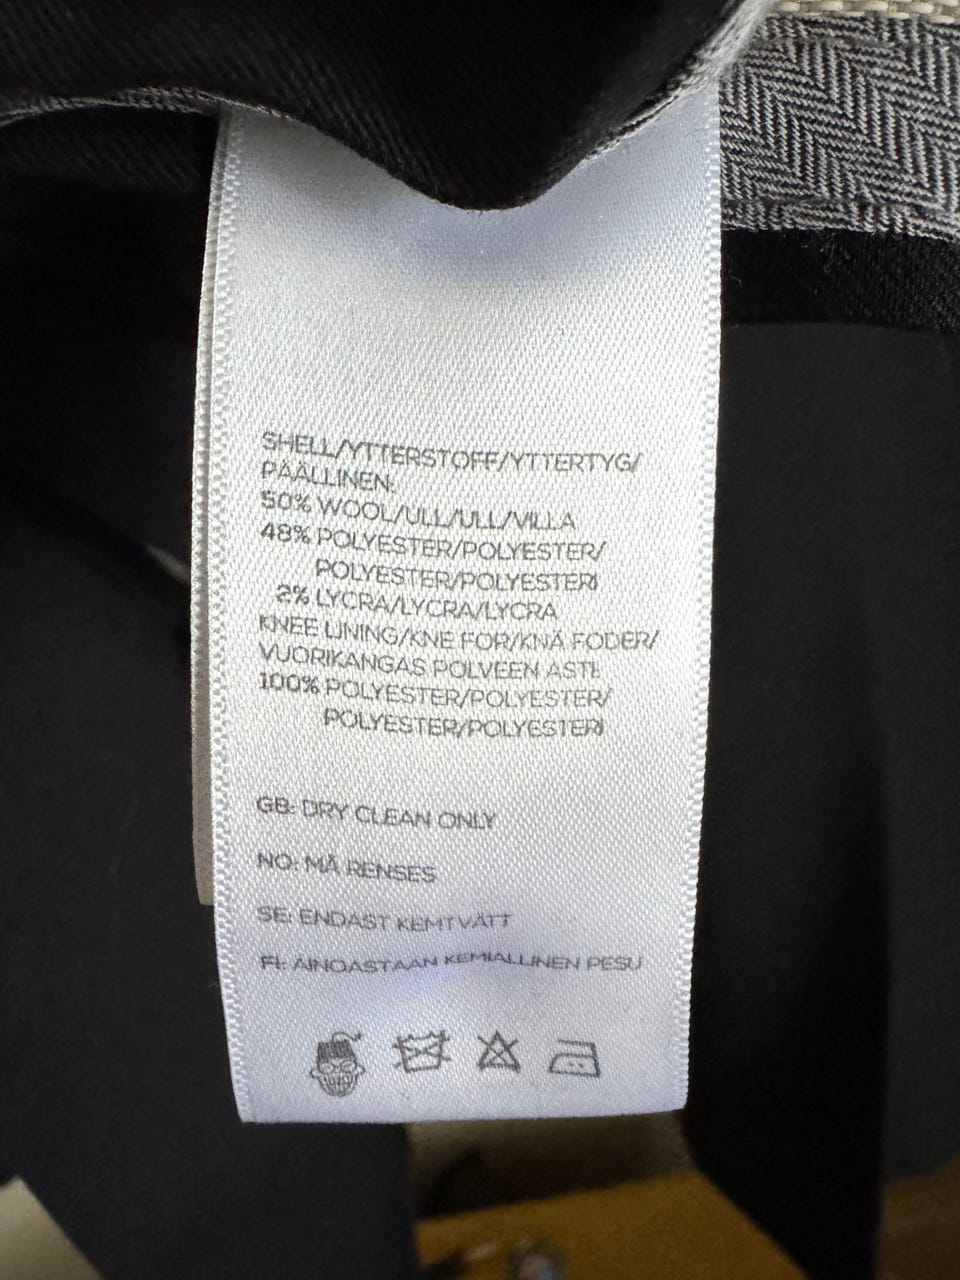 SHELL/YTTERSTOFF/YTTERTYG/
PÄÄLLINEN:
50% WOOL/ULL/ULL/VILLA
48% POLYESTER/POLYESTER/
POLYESTER/POLYESTERI
2% LYCRA/LYCRA/LYCRA
KNEE LINING/KNE FOR/KNÄ FODER/
VUORIKANGAS POLVEEN ASTI:
100% POLYESTER/POLYESTER/
POLYESTER/POLYESTERI
GB: DRY CLEAN ONLY
NO: MÅ RENSES
SE: ENDAST KEMTVÄTT
FI: AINOASTAAN KEMIALLINEN PESU